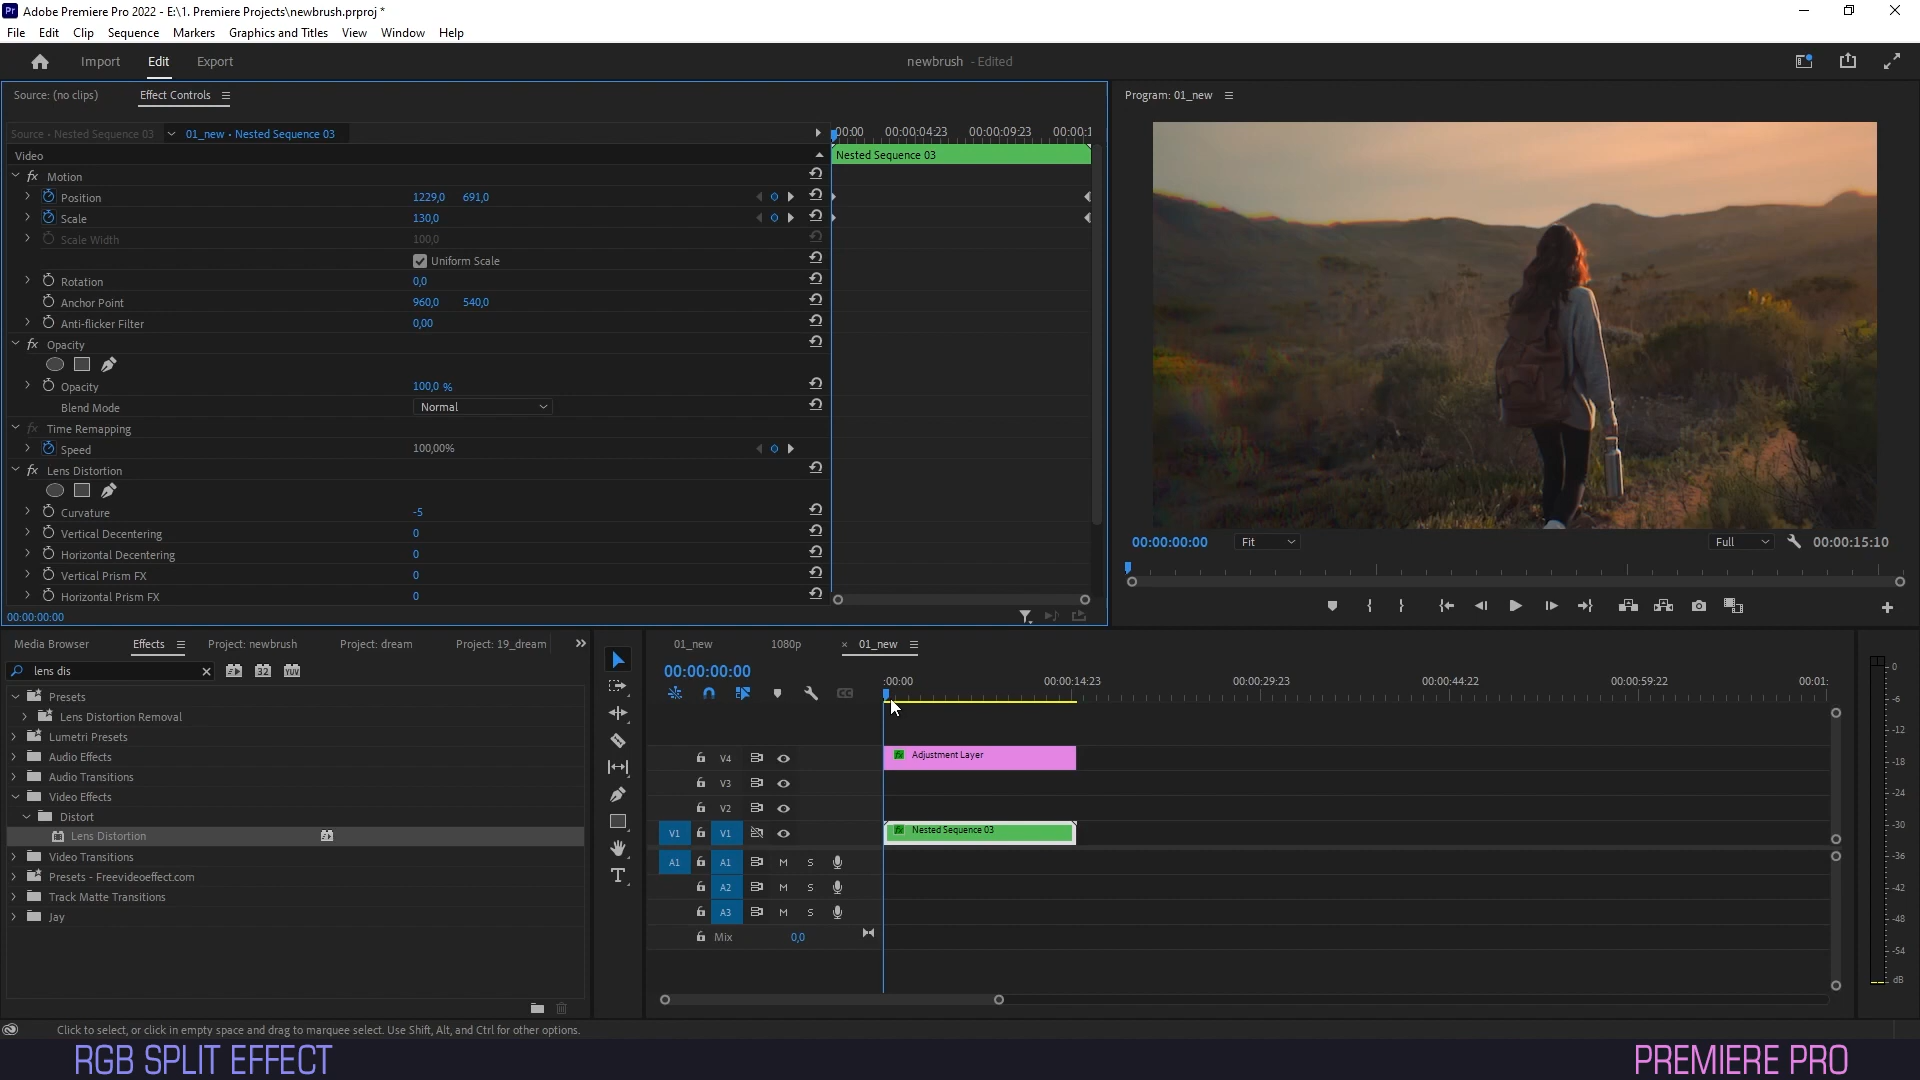 Adobe Premiere Pro 2022 - E:\1. Premiere Projects\newbrush.prproj *
File Edit Clip Sequence Markers Graphics and Titles View Window Help
Import Edit Export
newbrush - Edited
Source: (no clips)
Effect Controls
Source • Nested Sequence 03
01_new • Nested Sequence 03
00:00 00:00:04:23 00:00:09:23 00:00:1
Video
Nested Sequence 03
fx Motion
Position 1229,0 691,0
Scale 130,0
Scale Width 100,0
Uniform Scale
Rotation 0,0
Anchor Point 960,0 540,0
Anti-flicker Filter 0,00
fx Opacity
Opacity 100,0 %
Blend Mode Normal
fx Time Remapping
Speed 100,00%
fx Lens Distortion
Curvature -5
Vertical Decentering 0
Horizontal Decentering 0
Vertical Prism FX 0
Horizontal Prism FX 0
00:00:00:00
Program: 01_new
00:00:00:00 Fit Full 00:00:15:10
Media Browser Effects Project: newbrush Project: dream Project: 19_dream
lens dis
32 YUV
Presets
Lens Distortion Removal
Lumetri Presets
Audio Effects
Audio Transitions
Video Effects
Distort
Lens Distortion
Video Transitions
Presets - Freevideoeffect.com
Track Matte Transitions
Jay
01_new 1080p × 01_new
00:00:00:00
:00:00 00:00:14:23 00:00:29:23 00:00:44:22 00:00:59:22 00:01:
V4 fx Adjustment Layer
V3
V2
V1 V1 fx Nested Sequence 03
A1 A1 M S
A2 M S
A3 M S
Mix 0,0
0
-6
-12
-18
-24
-30
-36
-42
-48
-54
dB
Click to select, or click in empty space and drag to marquee select. Use Shift, Alt, and Ctrl for other options.
RGB SPLIT EFFECT
PREMIERE PRO